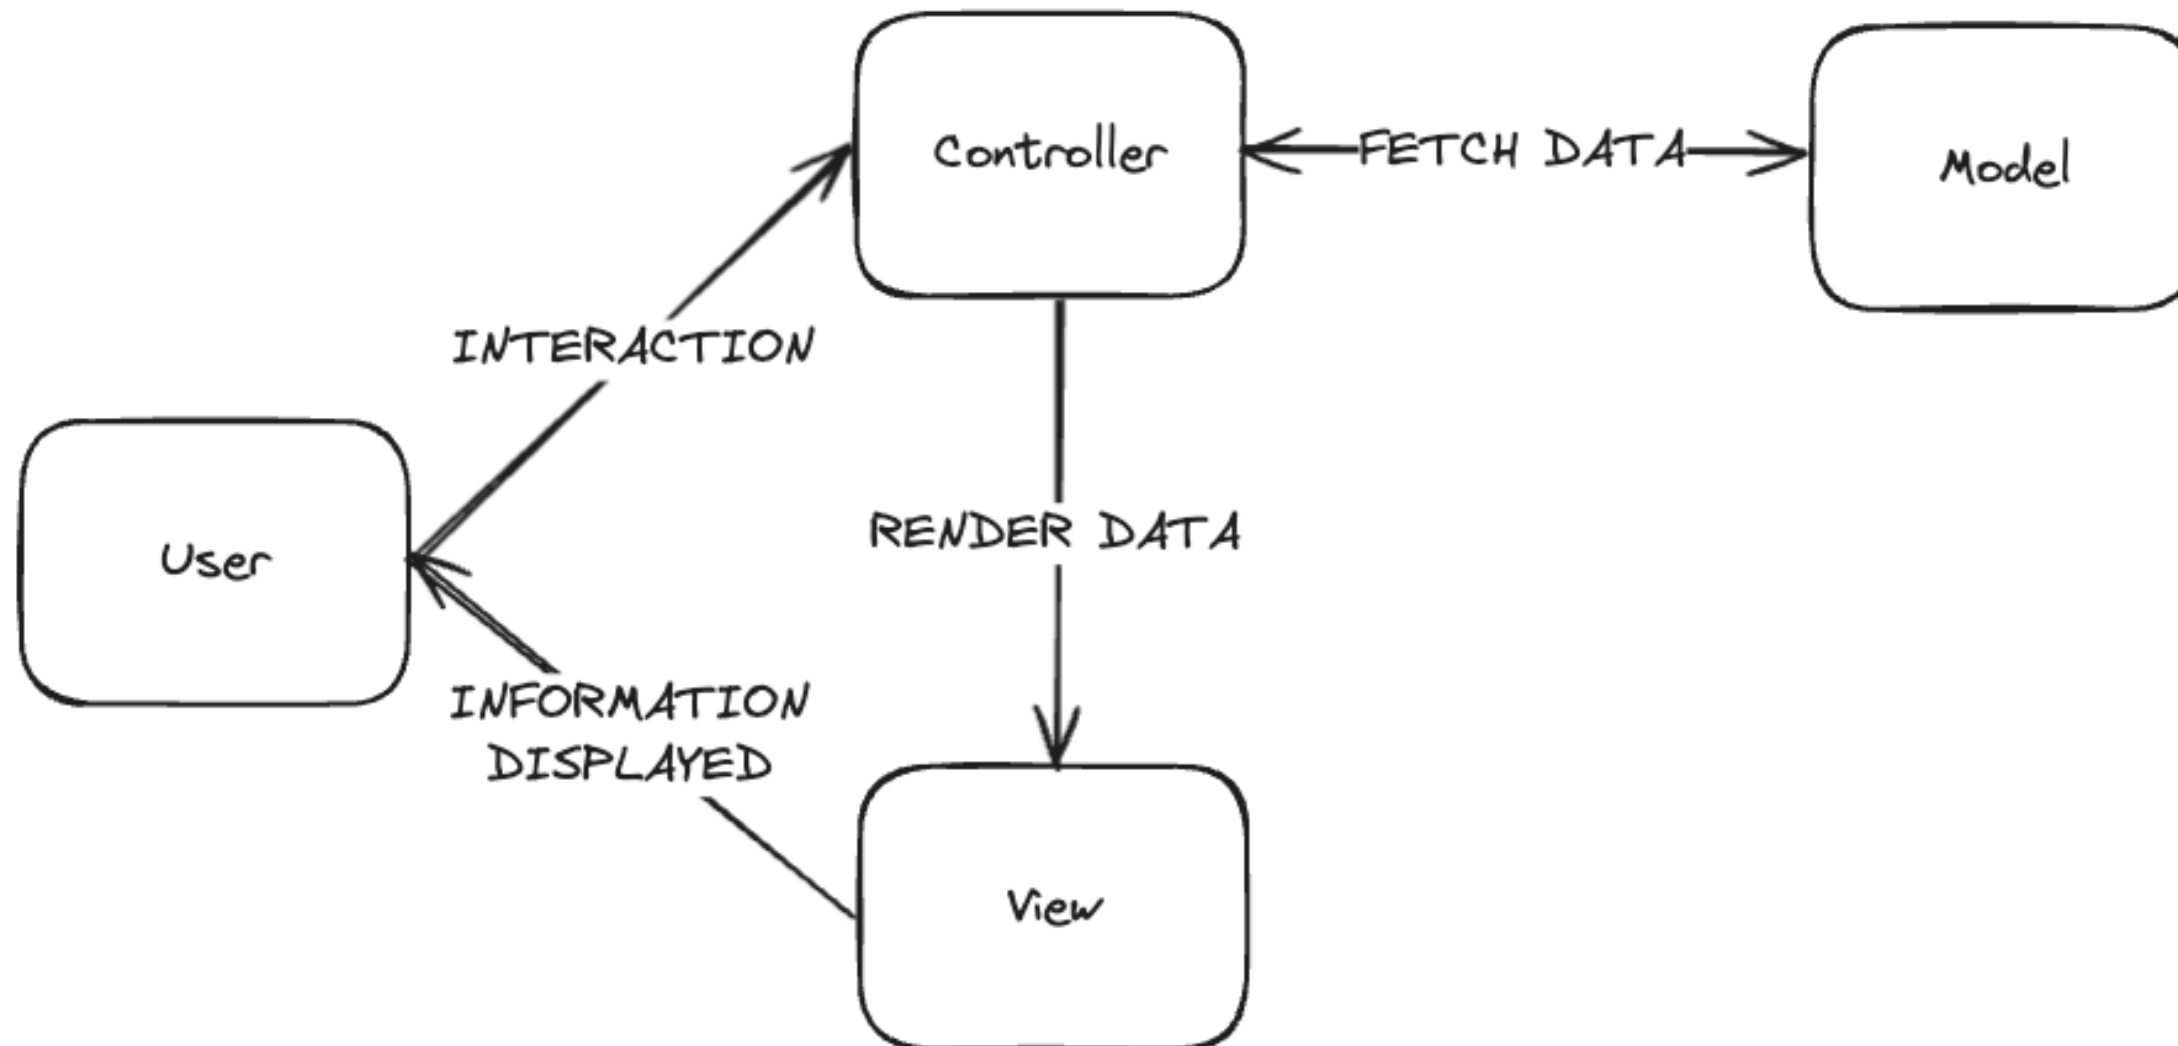 Controller
FETCH DATA
Model
INTERACTION
RENDER DATA
User
INFORMATION
DISPLAYED
View